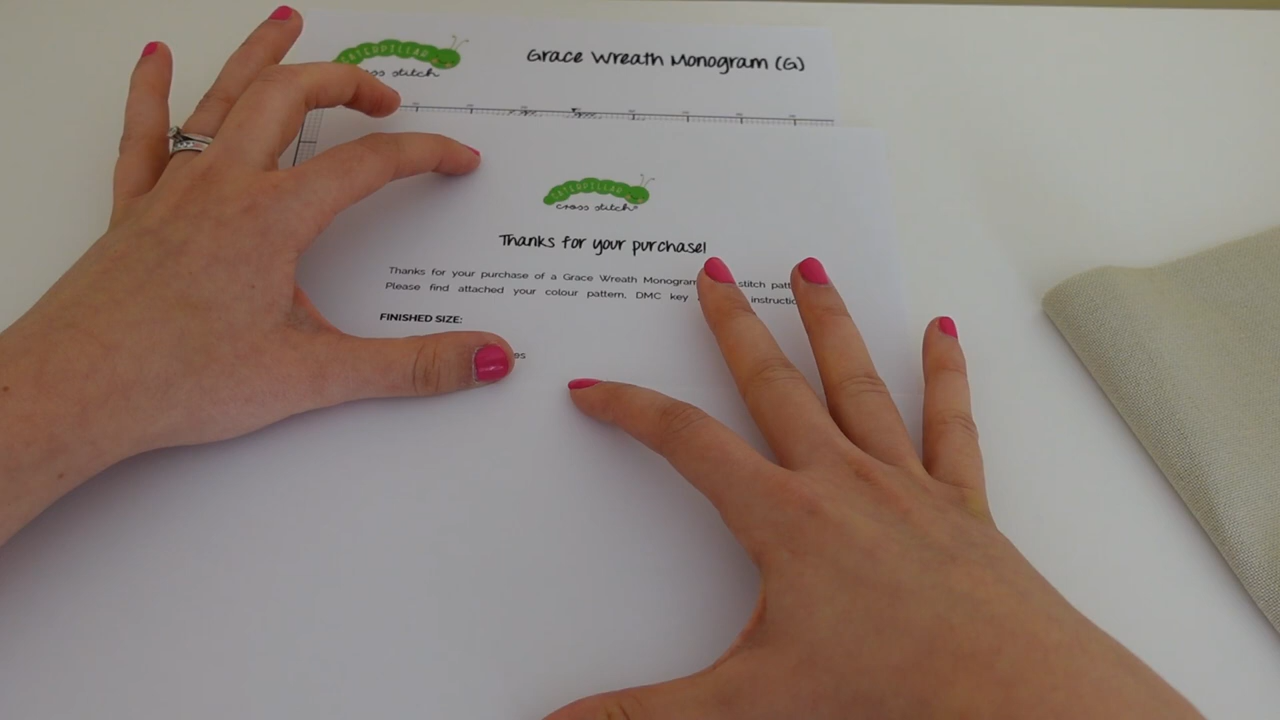 CATERPILLAR
stitch
Grace Wreath Monogram (G)
CATERPILLAR
cross stitch
Thanks for your purchase!
Thanks for your purchase of a Grace Wreath Monogram stitch
Please find attached your colour pattern, DMC key
FINISHED SIZE: